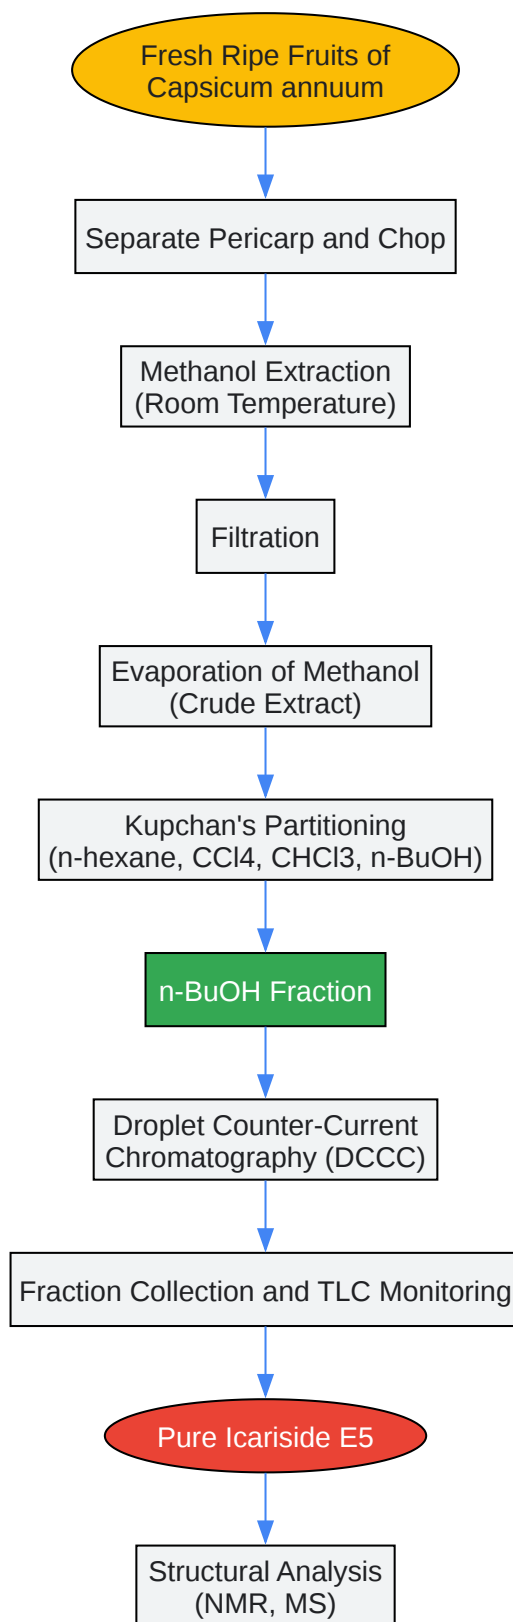 Fresh Ripe Fruits of
Capsicum annuum
Separate Pericarp and Chop
Methanol Extraction
(Room Temperature)
Filtration
Evaporation of Methanol
(Crude Extract)
Kupchan's Partitioning
(n-hexane, CCl4, CHCl3, n-BuOH)
n-BuOH Fraction
Droplet Counter-Current
Chromatography (DCCC)
Fraction Collection and TLC Monitoring
Pure Icariside E5
Structural Analysis
(NMR, MS)